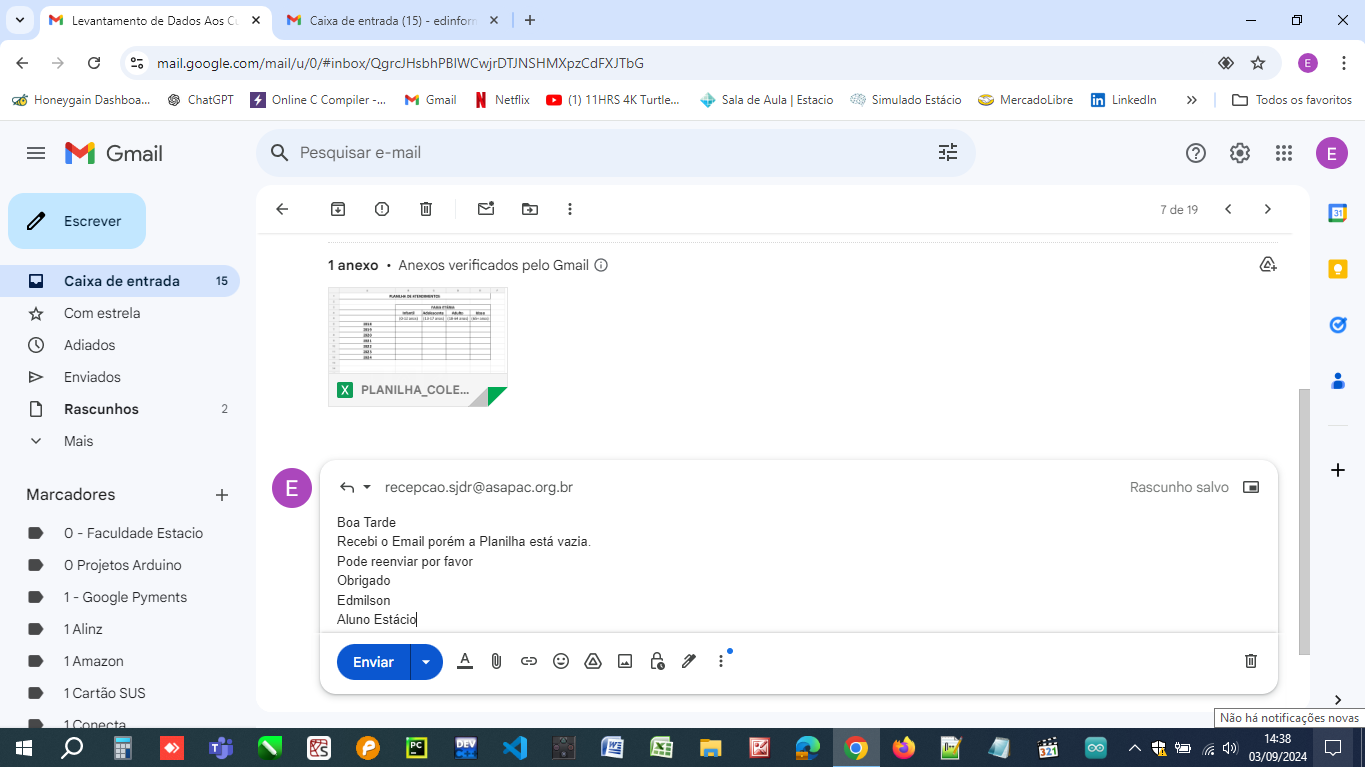 Levantamento de Dados Aos Cu
Caixa de entrada (15) - edinform
mail.google.com/mail/u/0/#inbox/QgrcJHsbhPBIWCwjrDTJNSHMXpzCdFXJTbG
E
Honeygain Dashboa...
ChatGPT
Online C Compiler -...
Gmail
Netflix
(1) 11HRS 4K Turtle...
Sala de Aula | Estacio
Simulado Estácio
MercadoLibre
LinkedIn
Todos os favoritos
Gmail
Pesquisar e-mail
E
Escrever
7 de 19
Caixa de entrada 15
Com estrela
Adiados
Enviados
Rascunhos 2
Mais
Marcadores
0 - Faculdade Estacio
0 Projetos Arduino
1 - Google Pyments
1 Alinz
1 Amazon
1 Cartão SUS
1 Conecta
1 anexo • Anexos verificados pelo Gmail
PLANILHA DE ATENDIMENTOS
FAIXA ETÁRIA
Infantil Adolescente Adulto Idoso
2018
2019
2020
2021
2022
2023
2024
X PLANILHA_COLE...
E
recepcao.sjdr@asapac.org.br
Rascunho salvo
Boa Tarde
Recebi o Email porém a Planilha está vazia.
Pode reenviar por favor
Obrigado
Edmilson
Aluno Estácio
Enviar
31
Não há notificações novas
PC
DEV
321
14:38
03/09/2024